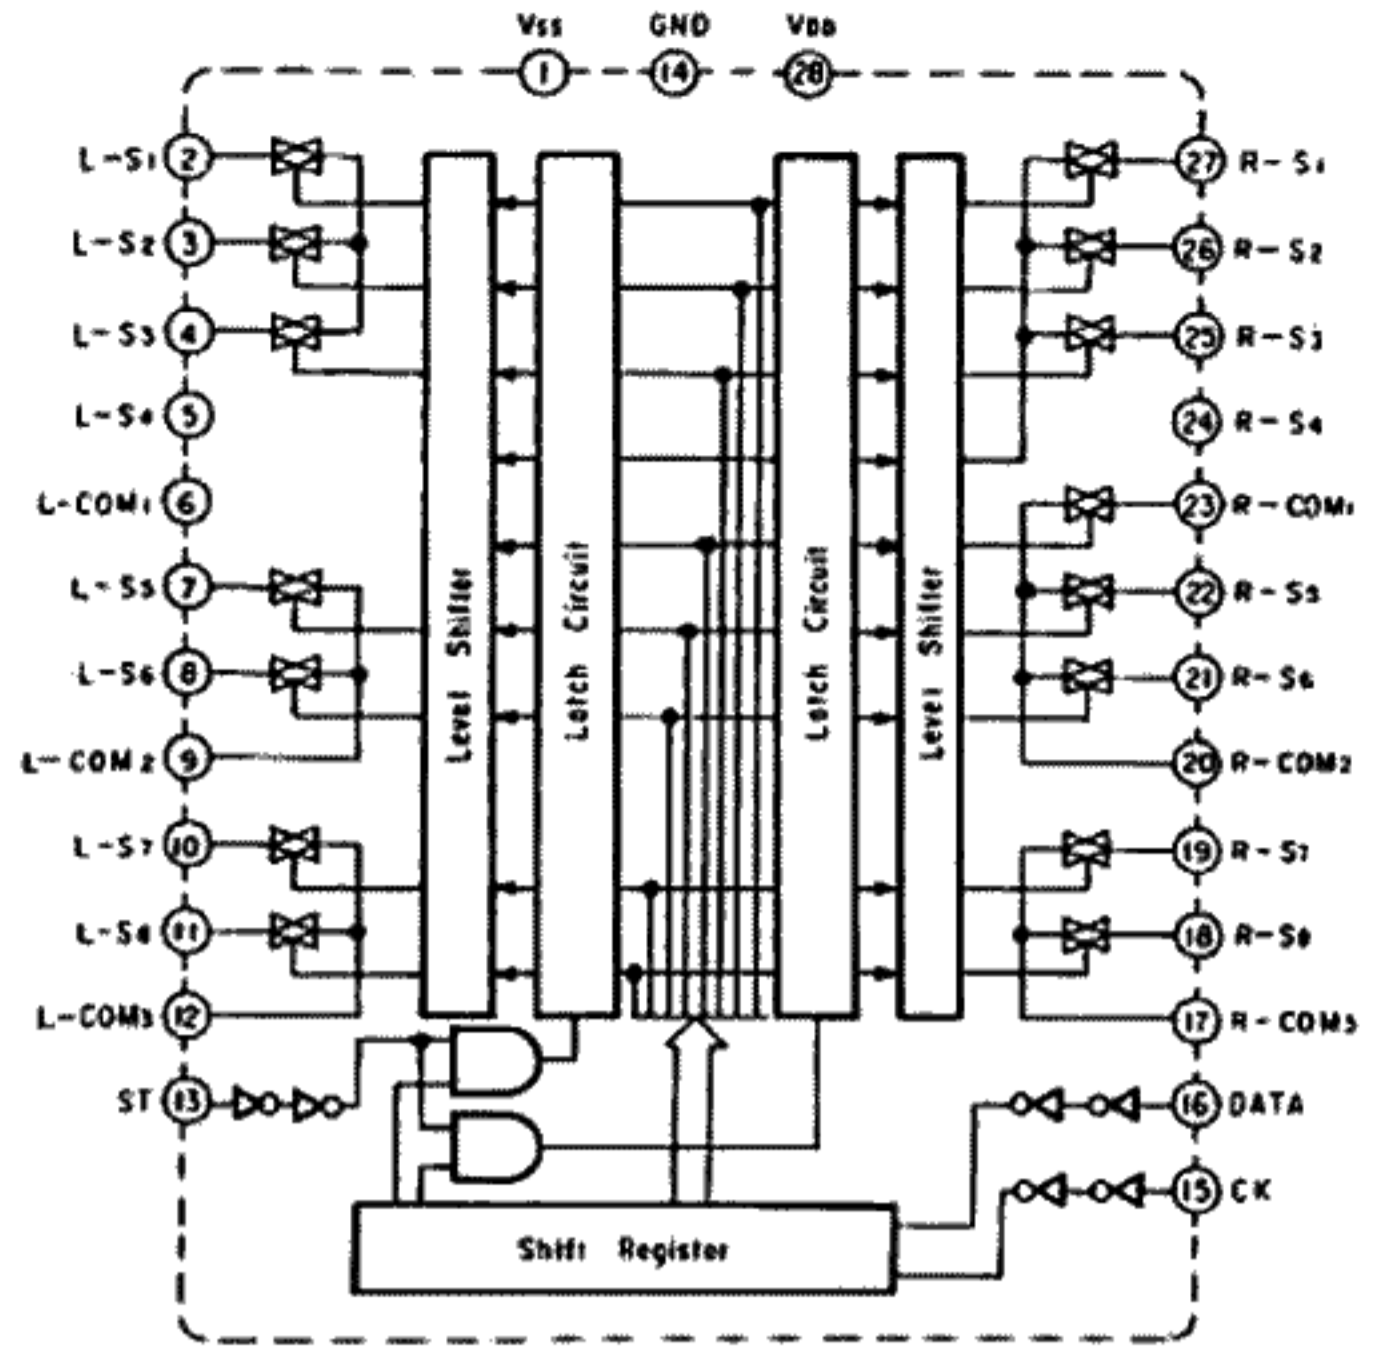 Vss GND VDD
1 14 28
L-S1 2 27 R-S1
L-S2 3 26 R-S2
L-S3 4 25 R-S3
L-S4 5 24 R-S4
L-COM1 6 23 R-COM1
L-S5 7 22 R-S5
L-S6 8 21 R-S6
L-COM2 9 20 R-COM2
L-S7 10 19 R-S7
L-S8 11 18 R-S8
L-COM3 12 17 R-COM3
ST 13 16 DATA
15 CK
Level Shifter
Latch Circuit
Latch Circuit
Level Shifter
Shift Register